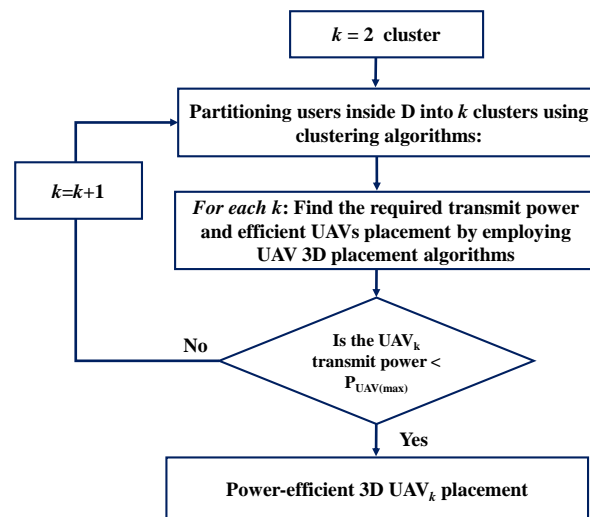 k = 2 cluster
Partitioning users inside D into k clusters using
clustering algorithms:
k=k+1
For each k: Find the required transmit power
and efficient UAVs placement by employing
UAV 3D placement algorithms
No
Is the UAVk
transmit power <
PUAV(max)
Yes
Power-efficient 3D UAVk placement